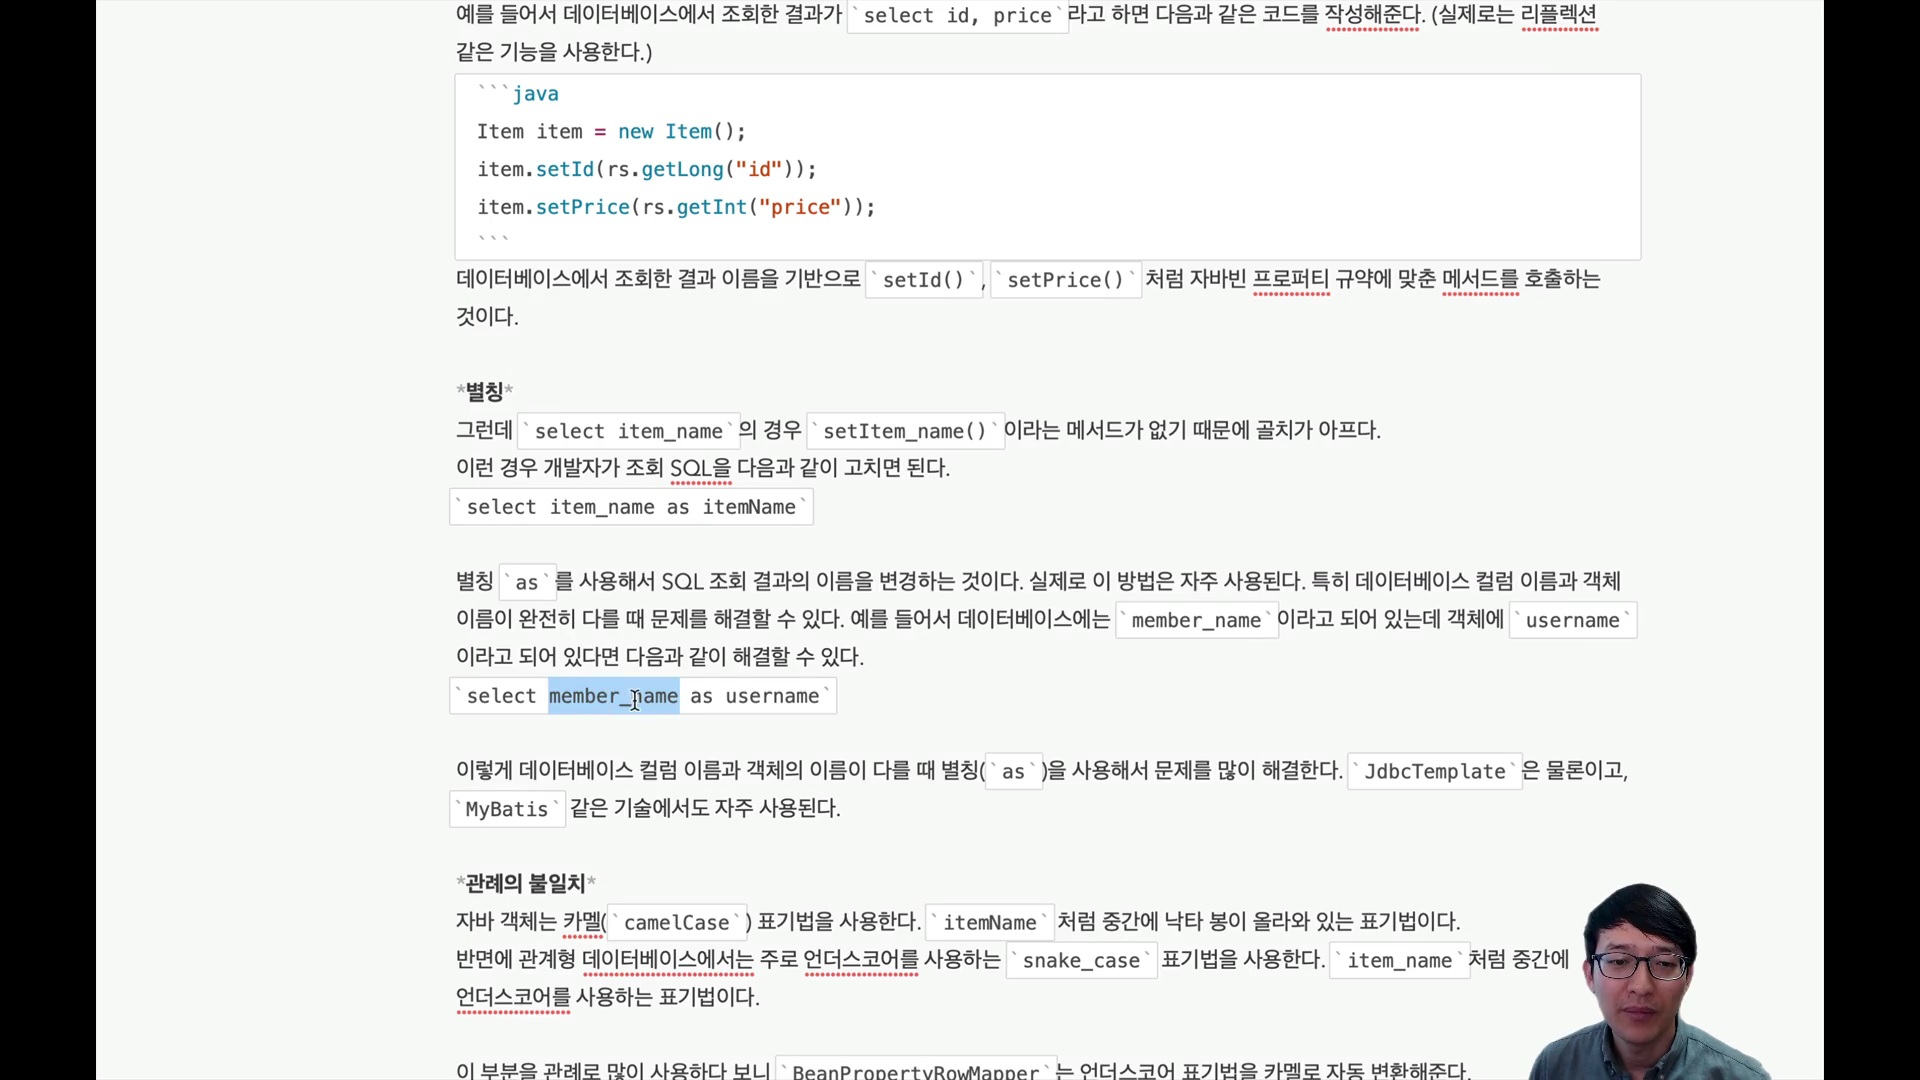 예를 들어서 데이터베이스에서 조회한 결과가 `select id, price`라고 하면 다음과 같은 코드를 작성해준다. (실제로는 리플렉션
같은 기능을 사용한다.)
```java
Item item = new Item();
item.setId(rs.getLong("id"));
item.setPrice(rs.getInt("price"));
```
데이터베이스에서 조회한 결과 이름을 기반으로 `setId()`, `setPrice()` 처럼 자바빈 프로퍼티 규약에 맞춘 메서드를 호출하는
것이다.
*별칭*
그런데 `select item_name`의 경우 `setItem_name()`이라는 메서드가 없기 때문에 골치가 아프다.
이런 경우 개발자가 조회 SQL을 다음과 같이 고치면 된다.
`select item_name as itemName`
별칭 `as`를 사용해서 SQL 조회 결과의 이름을 변경하는 것이다. 실제로 이 방법은 자주 사용된다. 특히 데이터베이스 컬럼 이름과 객체
이름이 완전히 다를 때 문제를 해결할 수 있다. 예를 들어서 데이터베이스에는 `member_name`이라고 되어 있는데 객체에 `username`
이라고 되어 있다면 다음과 같이 해결할 수 있다.
`select member_name as username`
이렇게 데이터베이스 컬럼 이름과 객체의 이름이 다를 때 별칭(`as`)을 사용해서 문제를 많이 해결한다. `JdbcTemplate`은 물론이고,
`MyBatis` 같은 기술에서도 자주 사용된다.
*관례의 불일치*
자바 객체는 카멜(`camelCase`) 표기법을 사용한다. `itemName` 처럼 중간에 낙타 봉이 올라와 있는 표기법이다.
반면에 관계형 데이터베이스에서는 주로 언더스코어를 사용하는 `snake_case` 표기법을 사용한다. `item_name`처럼 중간에
언더스코어를 사용하는 표기법이다.
이 부분을 관례로 많이 사용하다 보니 `BeanPropertyRowMapper`는 언더스코어 표기법을 카멜로 자동 변환해준다.